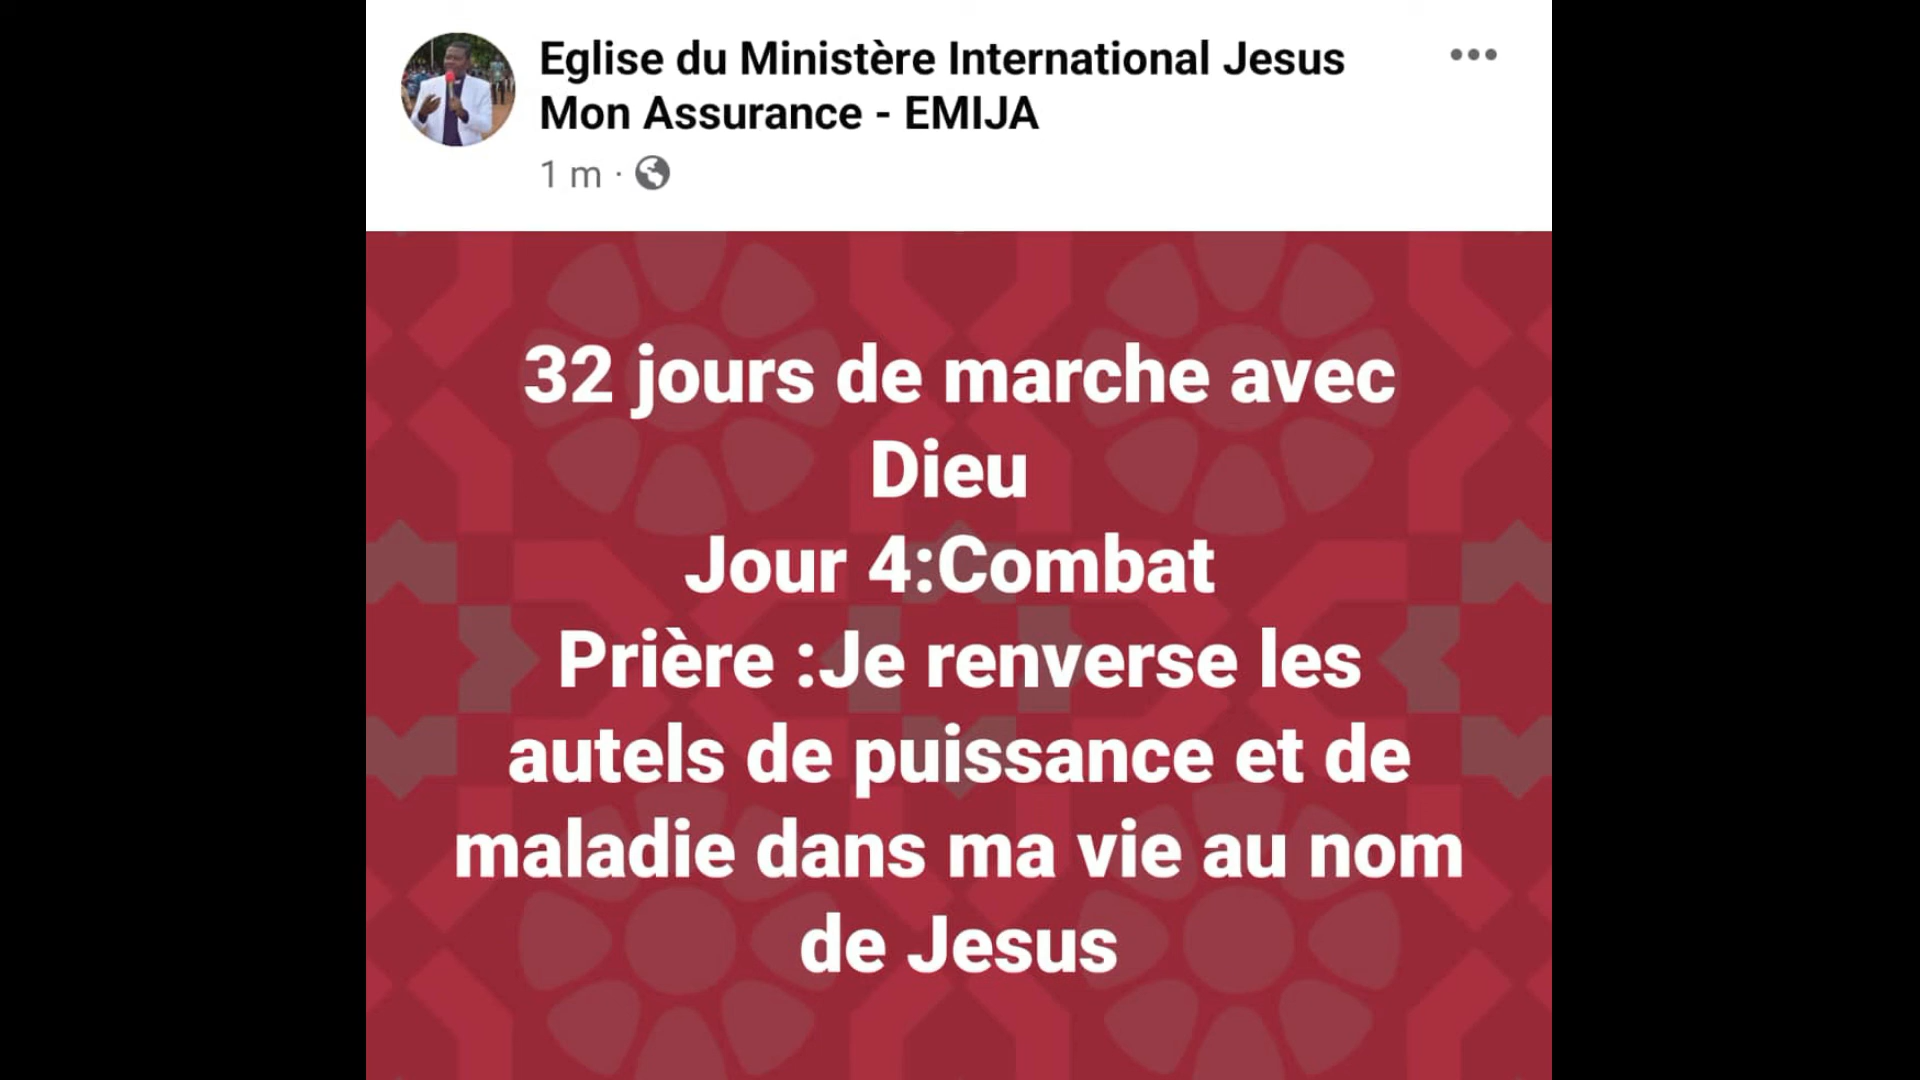 Eglise du Ministère International Jesus
Mon Assurance - EMIJA
1 m ·
32 jours de marche avec
Dieu
Jour 4:Combat
Prière :Je renverse les
autels de puissance et de
maladie dans ma vie au nom
de Jesus